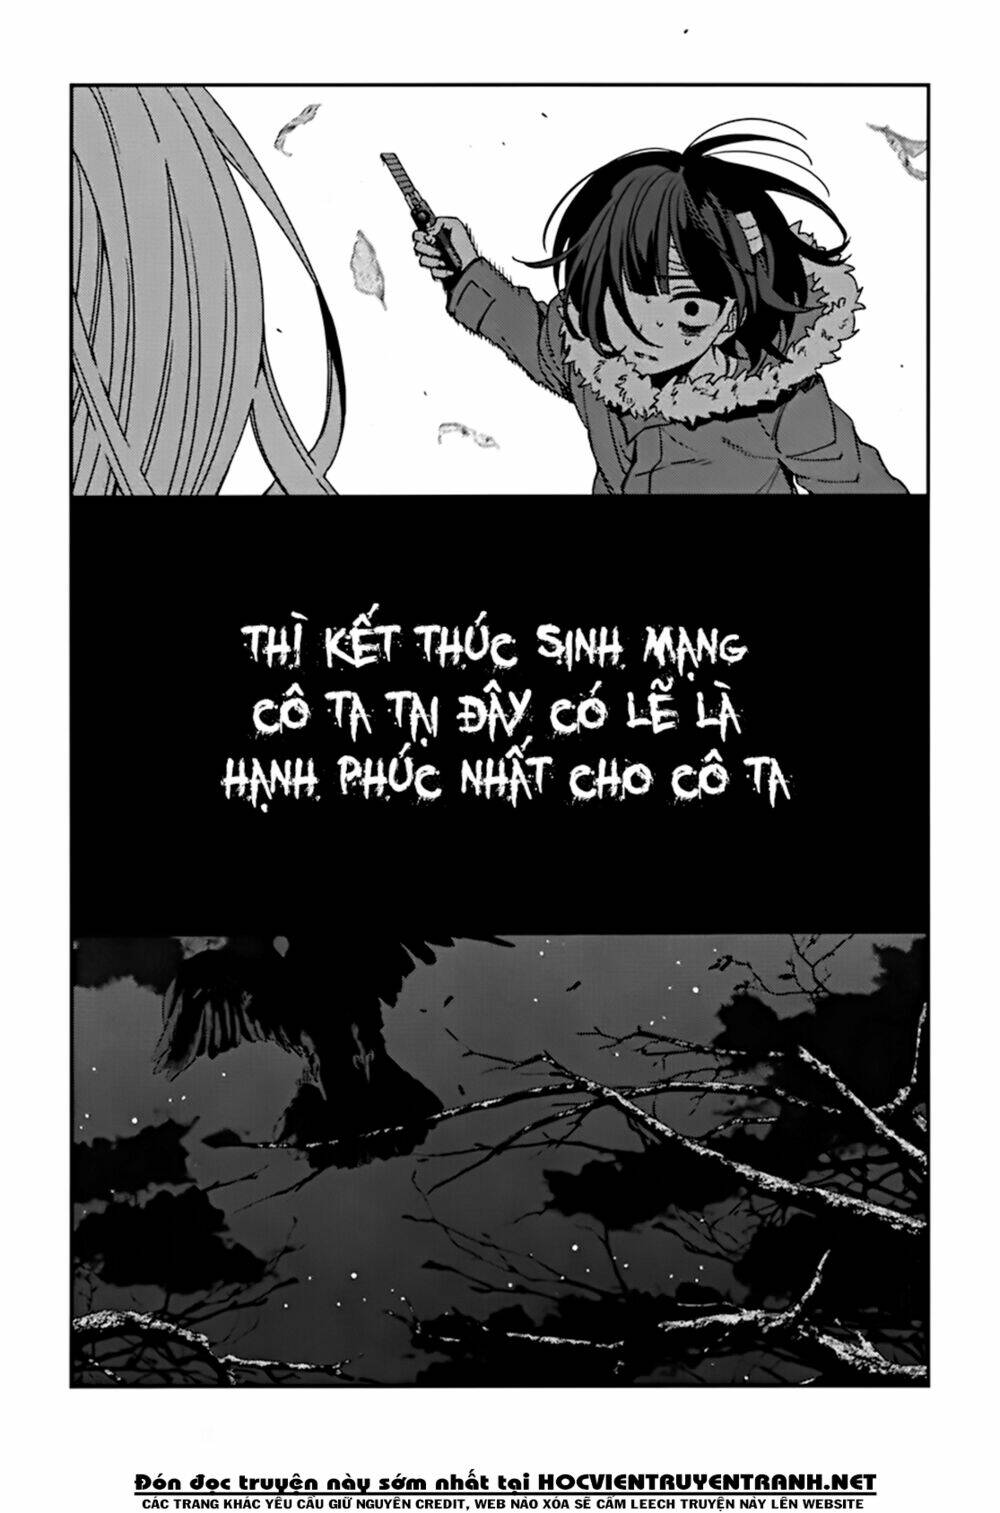 THÌ KẾT THÚC SINH MẠNG
CÔ TA TẠI ĐÂY CÓ LẼ LÀ
HẠNH PHÚC NHẤT CHO CÔ TA
Đón đọc truyện này sớm nhất tại HOCVIENTRUYENTRANH.NET
CÁC TRANG KHÁC YÊU CẦU GIỮ NGUYÊN CREDIT, WEB NÀO XÓA SẼ CẤM LEECH TRUYỆN NÀY LÊN WEBSITE